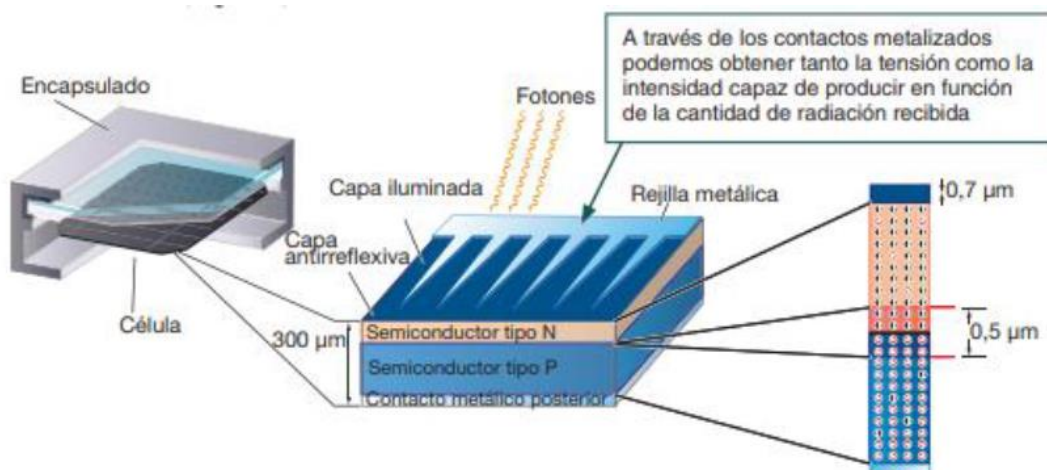 A través de los contactos metalizados
podemos obtener tanto la tensión como la
intensidad capaz de producir en función
de la cantidad de radiación recibida
Encapsulado
Fotones
Capa iluminada
Rejilla metálica
0,7 µm
Capa
antirreflexiva
Célula
300 µm
Semiconductor tipo N
0,5 µm
Semiconductor tipo P
Contacto metálico posterior